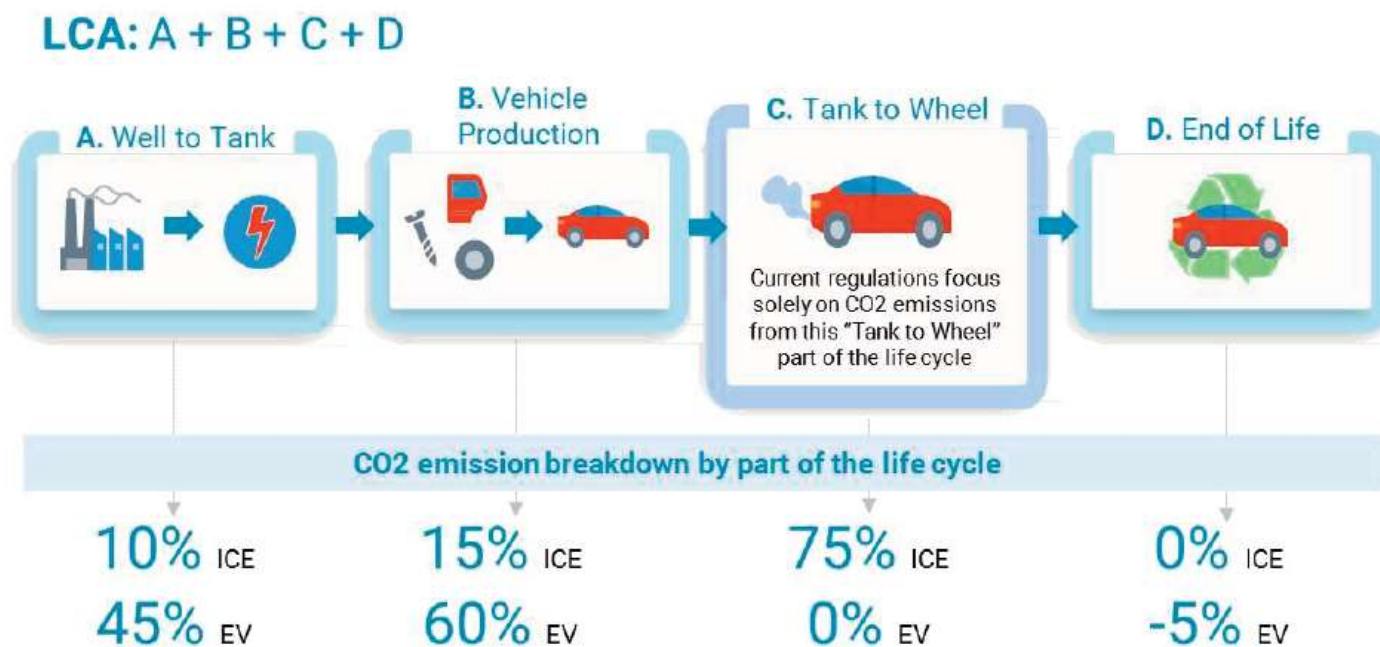 LCA: A + B + C + D
A. Well to Tank
B. Vehicle
Production
C. Tank to Wheel
Current regulations focus
solely on CO2 emissions
from this “Tank to Wheel”
part of the life cycle
D. End of Life
CO2 emission breakdown by part of the life cycle
10% ICE
15% ICE
75% ICE
0% ICE
45% EV
60% EV
0% EV
-5% EV